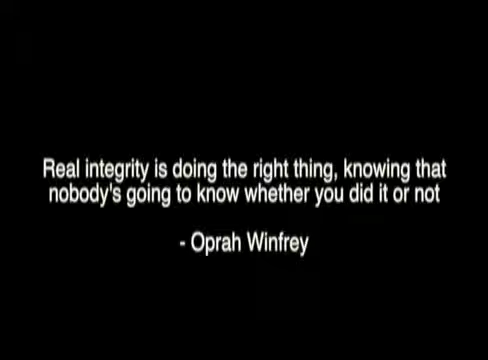 Real integrity is doing the right thing, knowing that
nobody's going to know whether you did it or not
- Oprah Winfrey